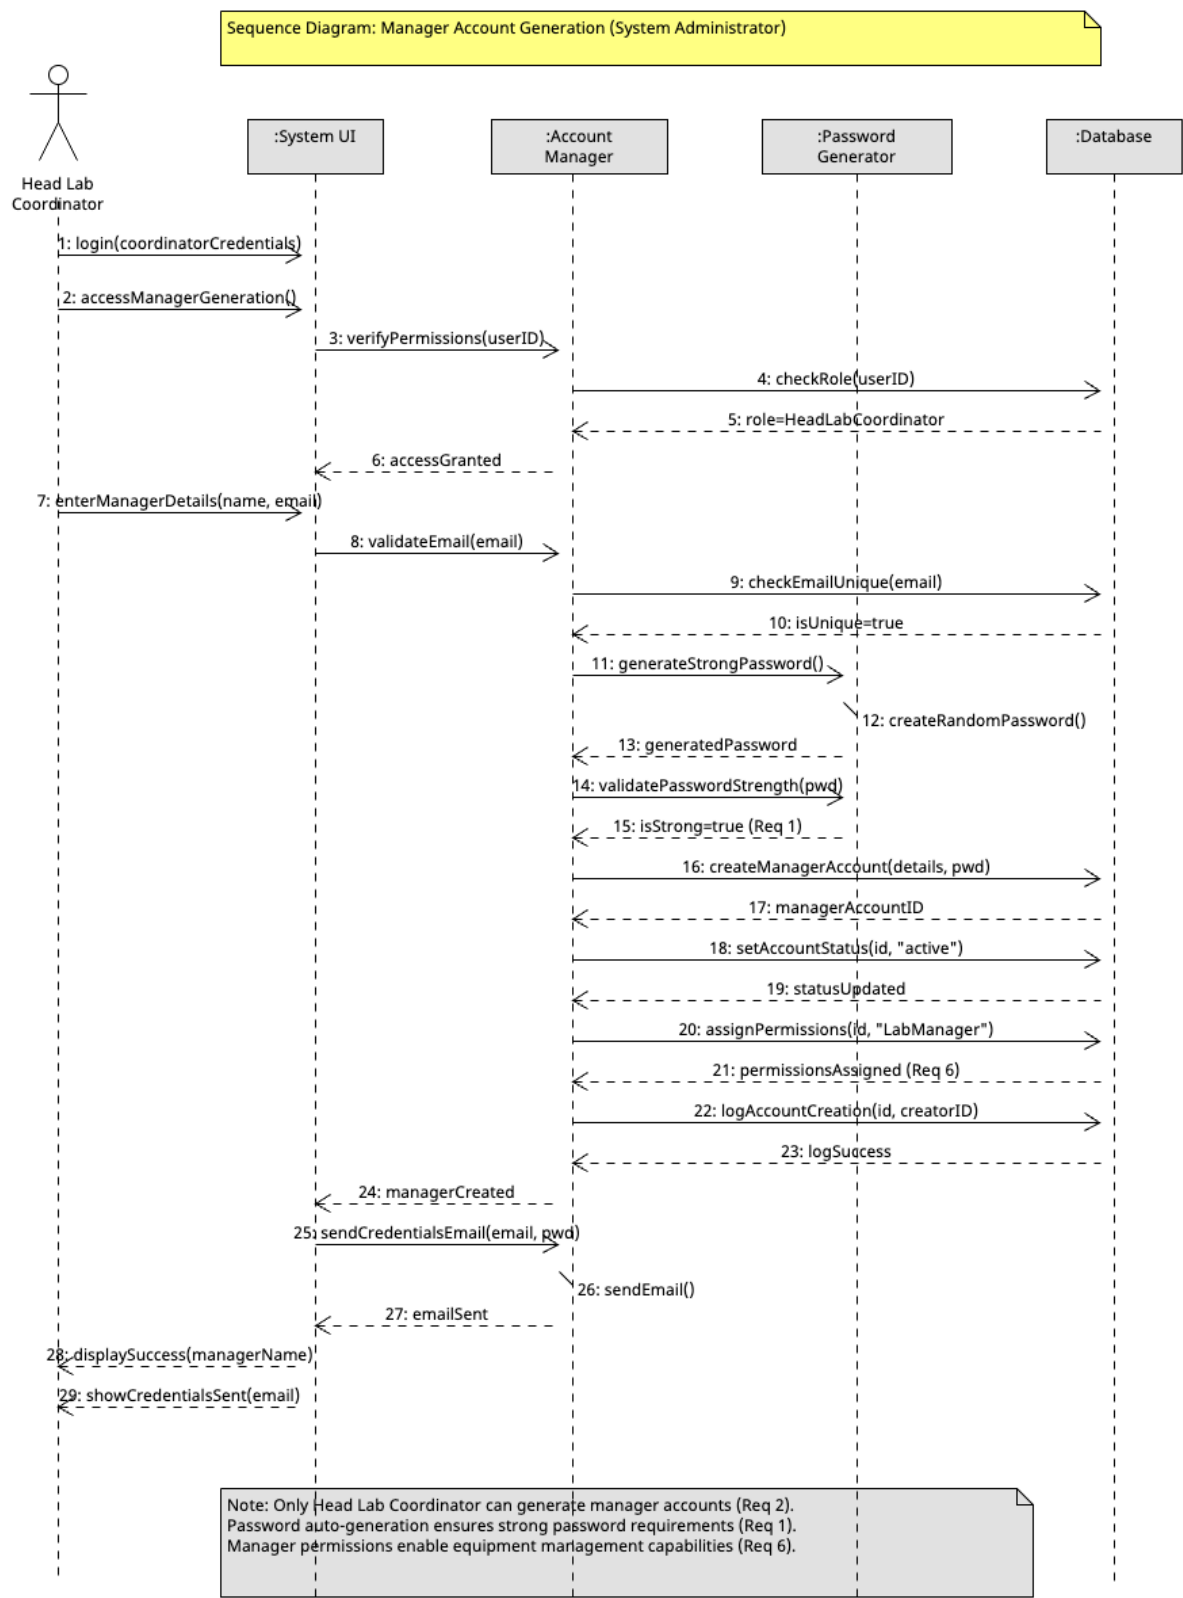 Sequence Diagram: Manager Account Generation (System Administrator)
Head Lab
Coordinator
:System UI
:Account
Manager
:Password
Generator
:Database
1: login(coordinatorCredentials)
2: accessManagerGeneration()
3: verifyPermissions(userID)
4: checkRole(userID)
5: role=HeadLabCoordinator
6: accessGranted
7: enterManagerDetails(name, email)
8: validateEmail(email)
9: checkEmailUnique(email)
10: isUnique=true
11: generateStrongPassword()
12: createRandomPassword()
13: generatedPassword
14: validatePasswordStrength(pwd)
15: isStrong=true (Req 1)
16: createManagerAccount(details, pwd)
17: managerAccountID
18: setAccountStatus(id, "active")
19: statusUpdated
20: assignPermissions(id, "LabManager")
21: permissionsAssigned (Req 6)
22: logAccountCreation(id, creatorID)
23: logSuccess
24: managerCreated
25: sendCredentialsEmail(email, pwd)
26: sendEmail()
27: emailSent
28: displaySuccess(managerName)
29: showCredentialsSent(email)
Note: Only Head Lab Coordinator can generate manager accounts (Req 2).
Password auto-generation ensures strong password requirements (Req 1).
Manager permissions enable equipment management capabilities (Req 6).